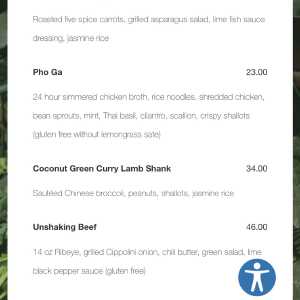 Roasted five spice carrots, grilled asparagus salad, lime fish sauce
dressing, jasmine rice
Pho Ga 23.00
24 hour simmered chicken broth, rice noodles, shredded chicken,
bean sprouts, mint, Thai basil, cilantro, scallion, crispy shallots
(gluten free without lemongrass sate)
Coconut Green Curry Lamb Shank 34.00
Sautéed Chinese broccoli, peanuts, shallots, jasmine rice
Unshaking Beef 46.00
14 oz Ribeye, grilled Cippolini onion, chili butter, green salad, lime
black pepper sauce (gluten free)